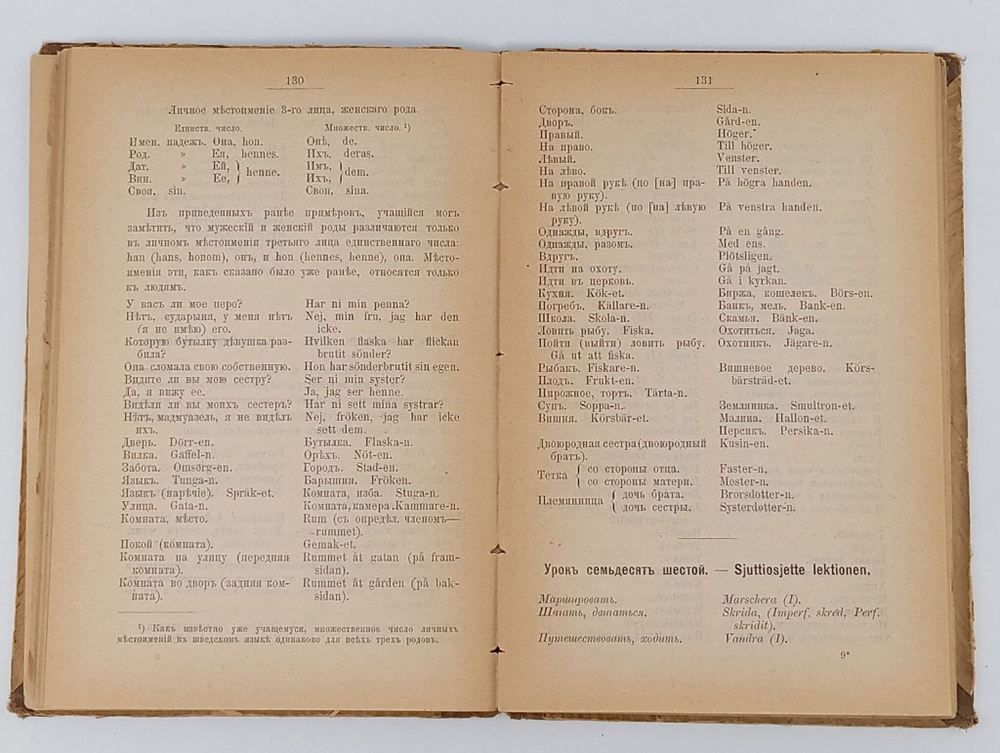 130
Личное мѣстоименіе 3-го лица, женскаго рода.
Единств. число. Множеств. число. ¹)
Имен. падежъ. Она, hon. Онѣ, de.
Род. » Ея, hennes. Ихъ, deras.
Дат. » Ей, } henne. Имъ, } dem.
Вин. » Ее, } Ихъ, }
Своя, sin. Свои, sina.
Изъ приведенныхъ ранѣе примѣровъ, учащійся могъ
замѣтить, что мужескій и женскій роды различаются только
въ личномъ мѣстоименіи третьяго лица единственнаго числа:
han (hans, honom), онъ, и hon (hennes, henne), она. Мѣсто-
именія эти, какъ сказано было уже ранѣе, относятся только
къ людямъ.
У васъ ли мое перо? Har ni min penna?
Нѣтъ, сударыня, у меня нѣтъ Nej, min fru, jag har den
(я не имѣю) его. icke.
Которую бутылку дѣвушка раз- Hvilken flaska har flickan
била? brutit sönder?
Она сломала свою собственную. Hon har sönderbrutit sin egen.
Видите ли вы мою сестру? Ser ni min syster?
Да, я вижу ее. Ja, jag ser henne.
Видѣли ли вы моихъ сестеръ? Har ni sett mina systrar?
Нѣтъ, мадмуазель, я не видѣлъ Nej, fröken, jag har icke
ихъ. sett dem.
Дверь. Dörr-en. Бутылка. Flaska-n.
Вилка. Gaffel-n. Орѣхъ. Nöt-en.
Забота. Omsorg-en. Городъ. Stad-en.
Языкъ. Tunga-n. Барышня. Fröken.
Языкъ (нарѣчіе). Språk-et. Комната, изба. Stuga-n.
Улица. Gata-n. Комната, камера. Kammare-n.
Комната, мѣсто. Rum (съ опредѣл. членомъ—
-rummet).
Покой (комната). Gemak-et.
Комната на улицу (передняя Rummet åt gatan (på fram-
комната). sidan).
Комната во дворъ (задняя ком- Rummet åt gården (på bak-
ната). sidan).
¹) Какъ извѣстно уже учащемуся, множественное число личныхъ
мѣстоименій въ шведскомъ языкѣ одинаково для всѣхъ трехъ родовъ.
131
Сторона, бокъ. Sida-n.
Дворъ. Gård-en.
Правый. Höger.
На право. Till höger.
Лѣвый. Venster.
На лѣво. Till venster.
На правой рукѣ (по [на] пра- På högra handen.
вую руку).
На лѣвой рукѣ (по [на] лѣвую På venstra handen.
руку).
Однажды, вдругъ. På en gång.
Однажды, разомъ. Med ens.
Вдругъ. Plötsligen.
Идти на охоту. Gå på jagt.
Идти въ церковь. Gå i kyrkan.
Кухня. Kök-et. Биржа, кошелекъ. Börs-en.
Погребъ. Källare-n. Банкъ, мель. Bank-en.
Школа. Skola-n. Скамья. Bänk-en.
Ловить рыбу. Fiska. Охотиться. Jaga.
Пойти (выйти) ловить рыбу. Охотникъ. Jägare-n.
Gå ut att fiska.
Рыбакъ. Fiskare-n. Вишневое дерево. Körs-
Плодъ. Frukt-en. bärsträd-et.
Пирожное, тортъ. Tårta-n.
Супъ. Soppa-n. Земляника. Smultron-et.
Вишня. Körsbär-et. Малина. Hallon-et.
Персикъ. Persika-n.
Двоюродная сестра (двоюродный Kusin-en.
братъ).
Тетка { со стороны отца. Faster-n.
{ со стороны матери. Moster-n.
Племянница { дочь брата. Brorsdotter-n.
{ дочь сестры. Systerdotter-n.
Урокъ семьдесятъ шестой. — Sjuttiosjette lektionen.
Маршировать. Marschera (I).
Шагать, двигаться. Skrida, (Imperf. skred, Perf.
skridit).
Путешествовать, ходить. Vandra (I).
9*